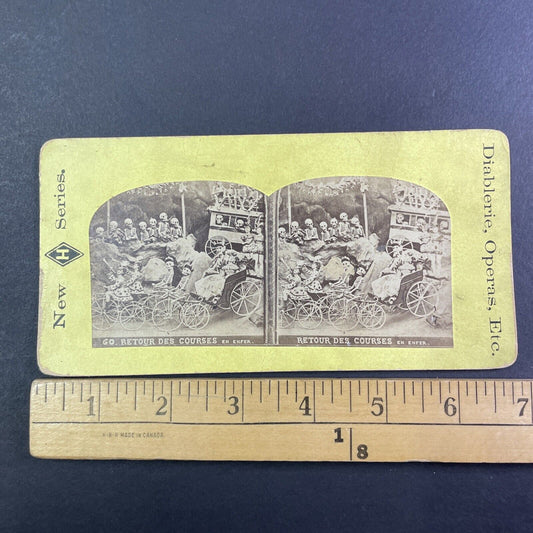 New H Series.
Diablerie, Operas, Etc.
60. RETOUR DES COURSES EN ENFER.
RETOUR DES COURSES EN ENFER.
1 2 3 4 5 6 7
H-B-R MADE IN CANADA
1
8